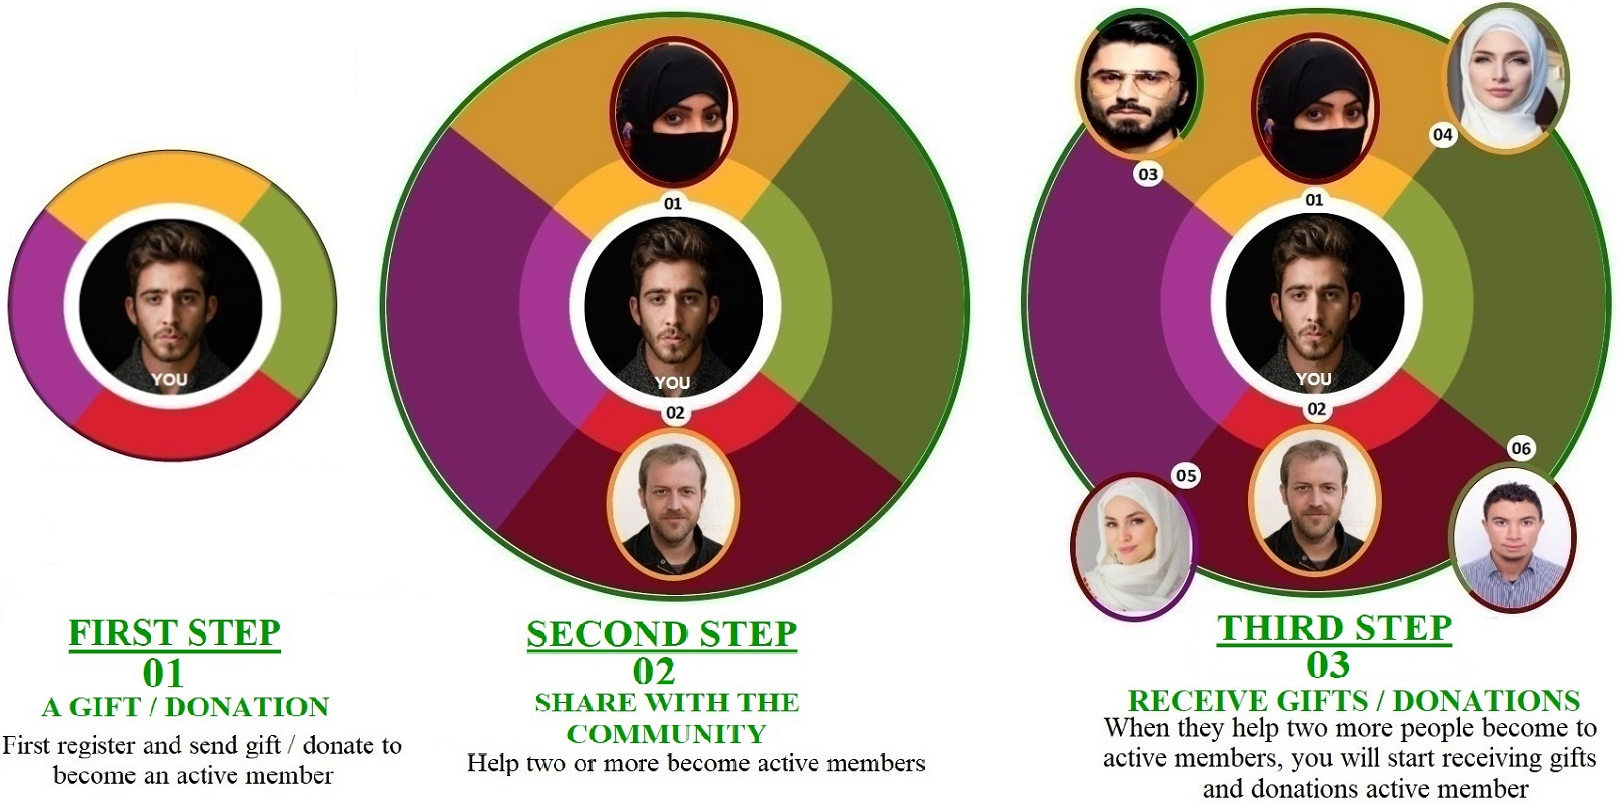 YOU
FIRST STEP
01
A GIFT / DONATION
First register and send gift / donate to
become an active member
01
YOU
02
SECOND STEP
02
SHARE WITH THE
COMMUNITY
Help two or more become active members
03
04
01
YOU
02
05
06
THIRD STEP
03
RECEIVE GIFTS / DONATIONS
When they help two more people become to
active members, you will start receiving gifts
and donations active member